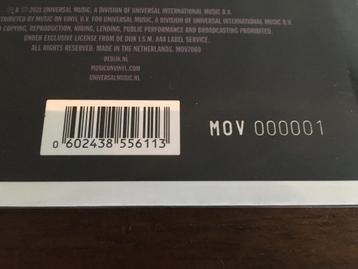 ℗ & © 2021 UNIVERSAL MUSIC, A DIVISION OF UNIVERSAL INTERNATIONAL MUSIC B.V.
DISTRIBUTED BY MUSIC ON VINYL B.V. FOR UNIVERSAL MUSIC, A DIVISION OF UNIVERSAL INTERNATIONAL MUSIC B.V.
COPYING, REPRODUCTION, HIRING, LENDING, PUBLIC PERFORMANCE AND BROADCASTING PROHIBITED.
UNDER EXCLUSIVE LICENSE FROM DE DIJK I.S.M. AAA LABEL SERVICE.
ALL RIGHTS RESERVED. MADE IN THE NETHERLANDS. MOV7060
DEDIJK.NL
MUSICONVINYL.COM
UNIVERSALMUSIC.NL
0 602438 556113
MOV 000001